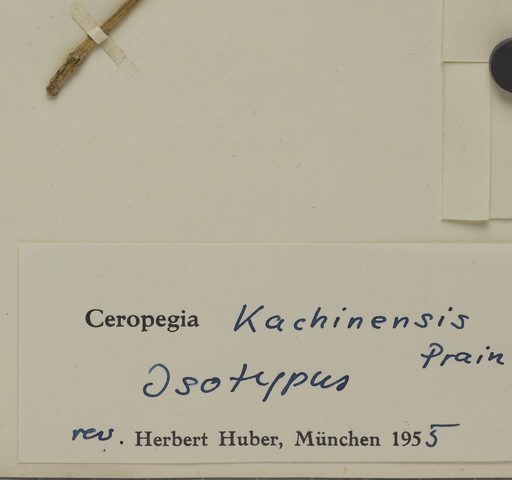 Ceropegia Kachinensis
Prain
Isotypus
rev. Herbert Huber, München 1955